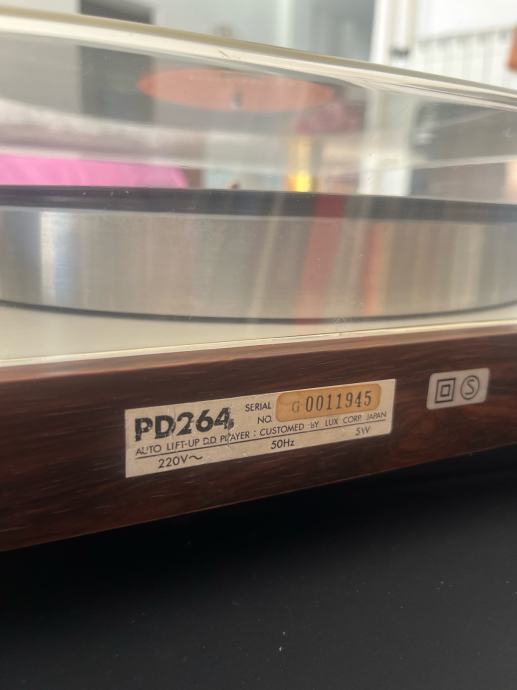 PD264
SERIAL NO. G 0011945
AUTO LIFT-UP D.D. PLAYER : CUSTOMED BY LUX CORP. JAPAN
220V~ 50Hz 5W
S